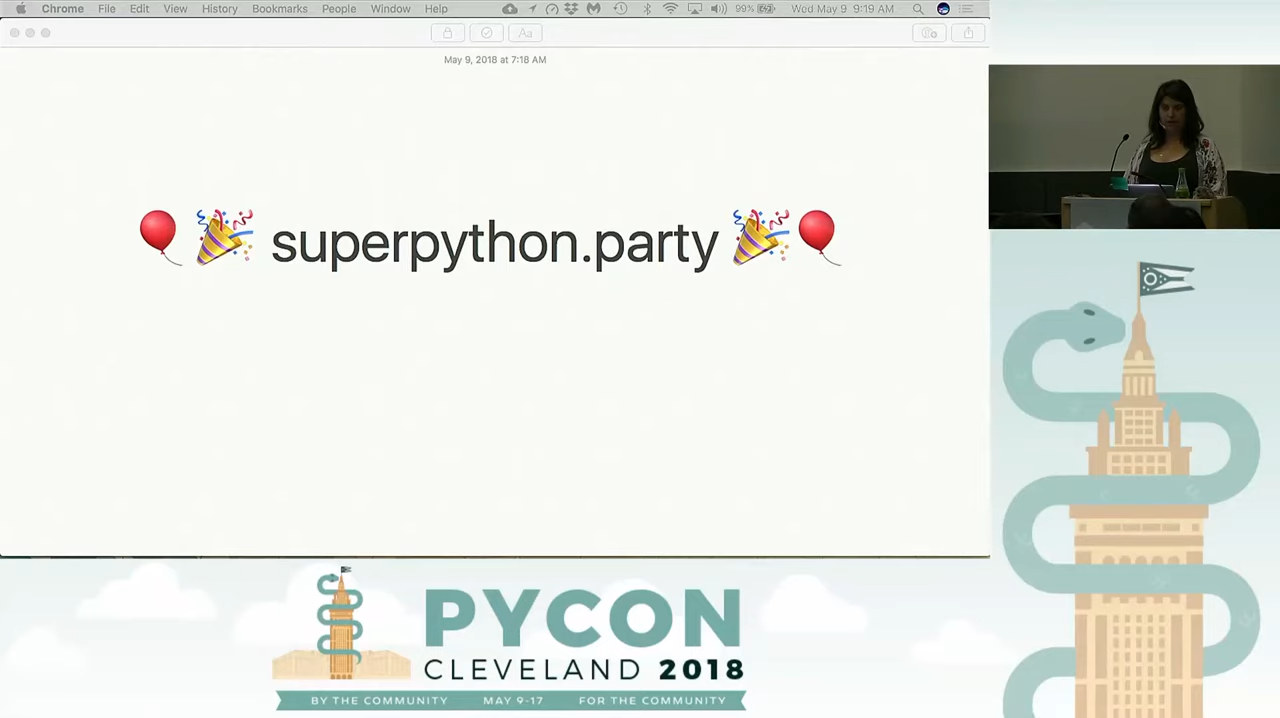 Chrome File Edit View History Bookmarks People Window Help 99% Wed May 9 9:19 AM
Aa
May 9, 2018 at 7:18 AM
superpython.party
PYCON
CLEVELAND 2018
BY THE COMMUNITY MAY 9-17 FOR THE COMMUNITY